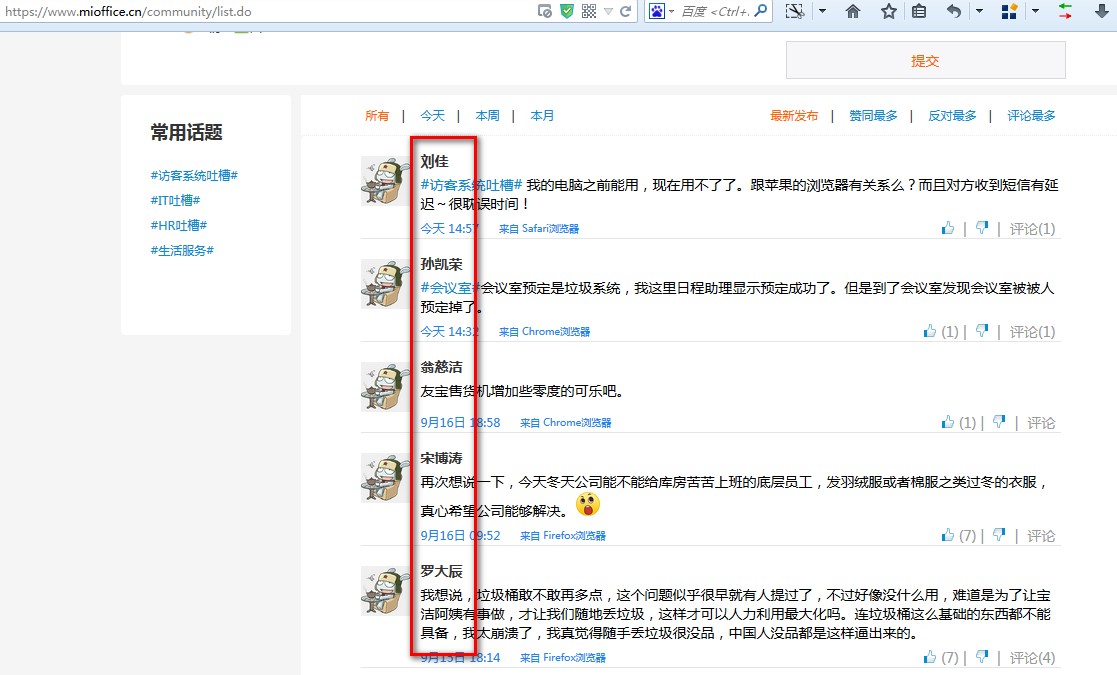 https://www.mioffice.cn/community/list.do
百度 <Ctrl+.
提交
常用话题
#访客系统吐槽#
#IT吐槽#
#HR吐槽#
#生活服务#
所有 | 今天 | 本周 | 本月
最新发布 | 赞同最多 | 反对最多 | 评论最多
刘佳
#访客系统吐槽# 我的电脑之前能用，现在用不了了。跟苹果的浏览器有关系么？而且对方收到短信有延
迟～很耽误时间！
今天 14:57 来自 Safari浏览器
| | 评论(1)
孙凯荣
#会议室#会议室预定是垃圾系统，我这里日程助理显示预定成功了。但是到了会议室发现会议室被被人
预定掉了。
今天 14:32 来自 Chrome浏览器
(1) | | 评论(1)
翁慈洁
友宝售货机增加些零度的可乐吧。
9月16日 18:58 来自 Chrome浏览器
(1) | | 评论
宋博涛
再次想说一下，今天冬天公司能不能给库房苦苦上班的底层员工，发羽绒服或者棉服之类过冬的衣服，
真心希望公司能够解决。
9月16日 09:52 来自 Firefox浏览器
(7) | | 评论
罗大辰
我想说，垃圾桶敢不敢再多点，这个问题似乎很早就有人提过了，不过好像没什么用，难道是为了让宝
洁阿姨有事做，才让我们随地丢垃圾，这样才可以人力利用最大化吗。连垃圾桶这么基础的东西都不能
具备，我太崩溃了，我真觉得随手丢垃圾很没品，中国人没品都是这样逼出来的。
9月15日 18:14 来自 Firefox浏览器
(7) | | 评论(4)